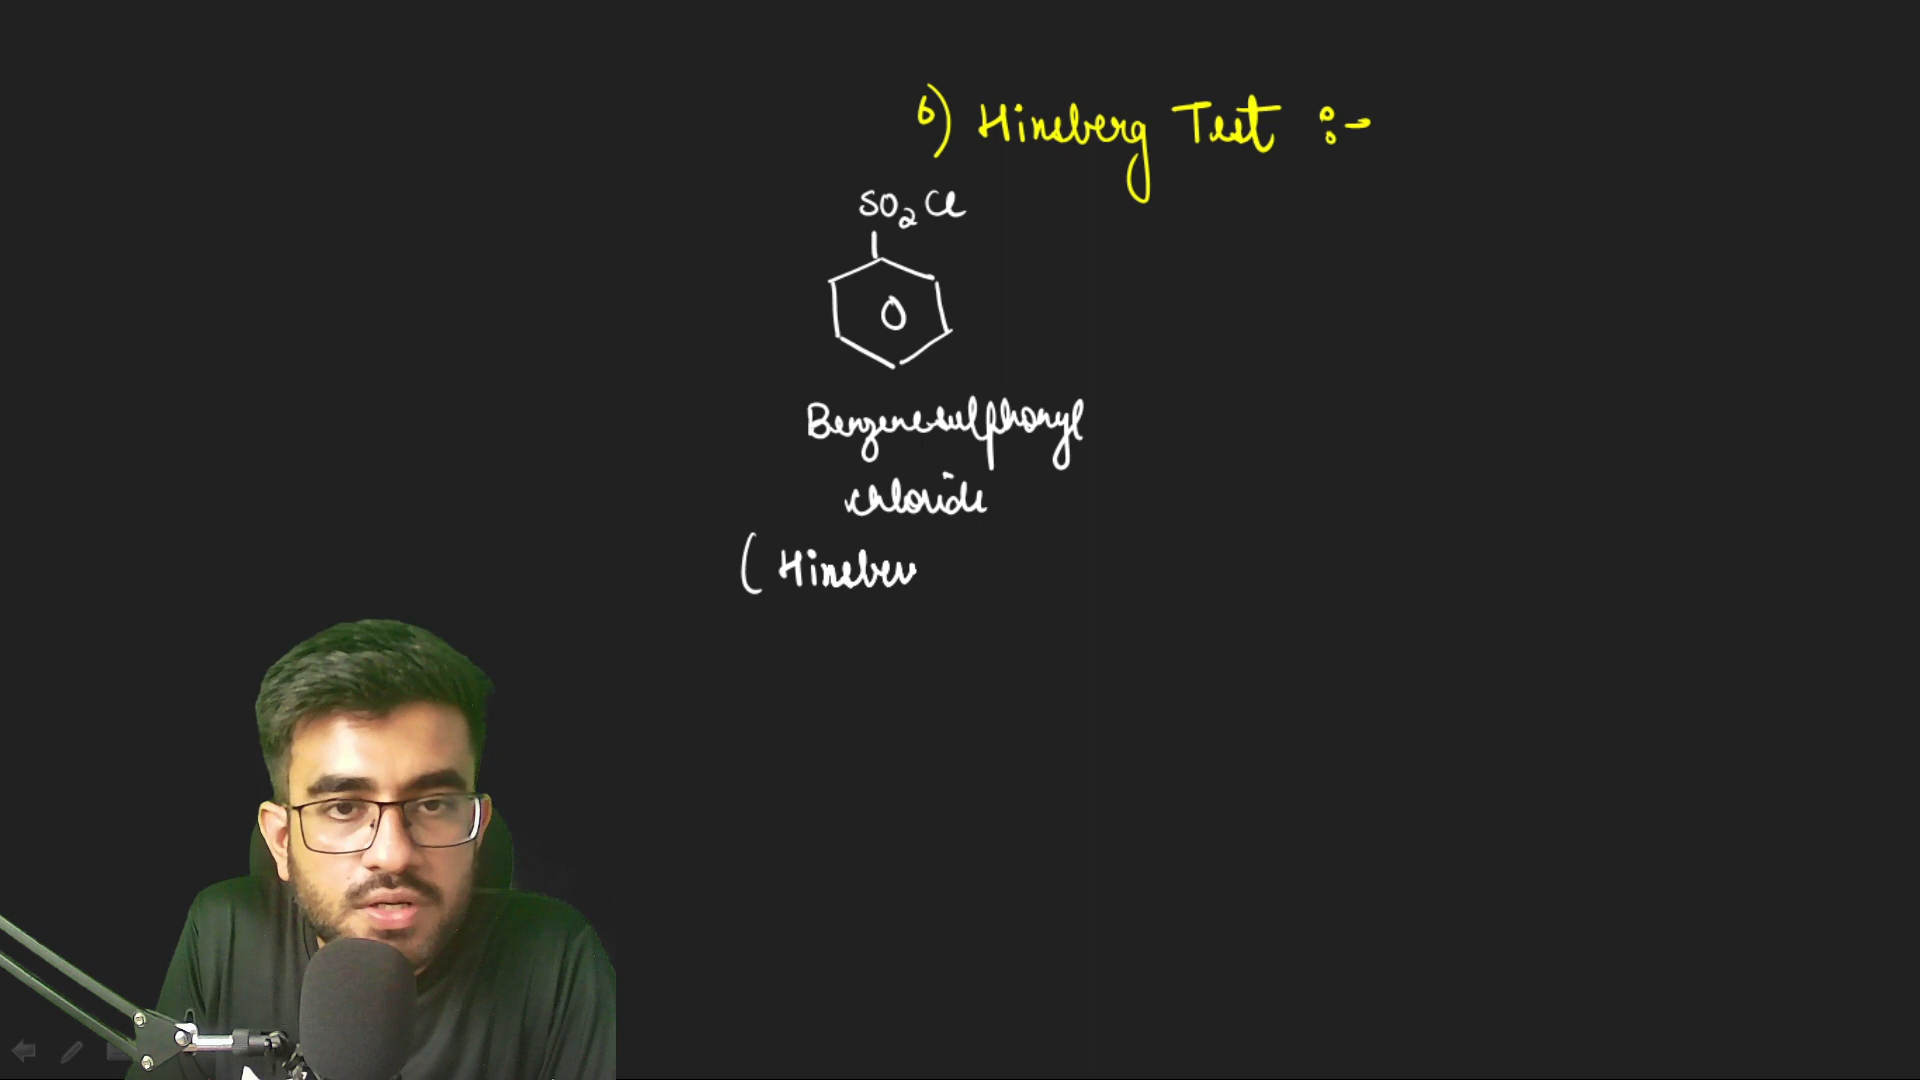 6) Hinsberg Test :-
SO₂Cl
Benzenesulphonyl
chloride
( Hinsber